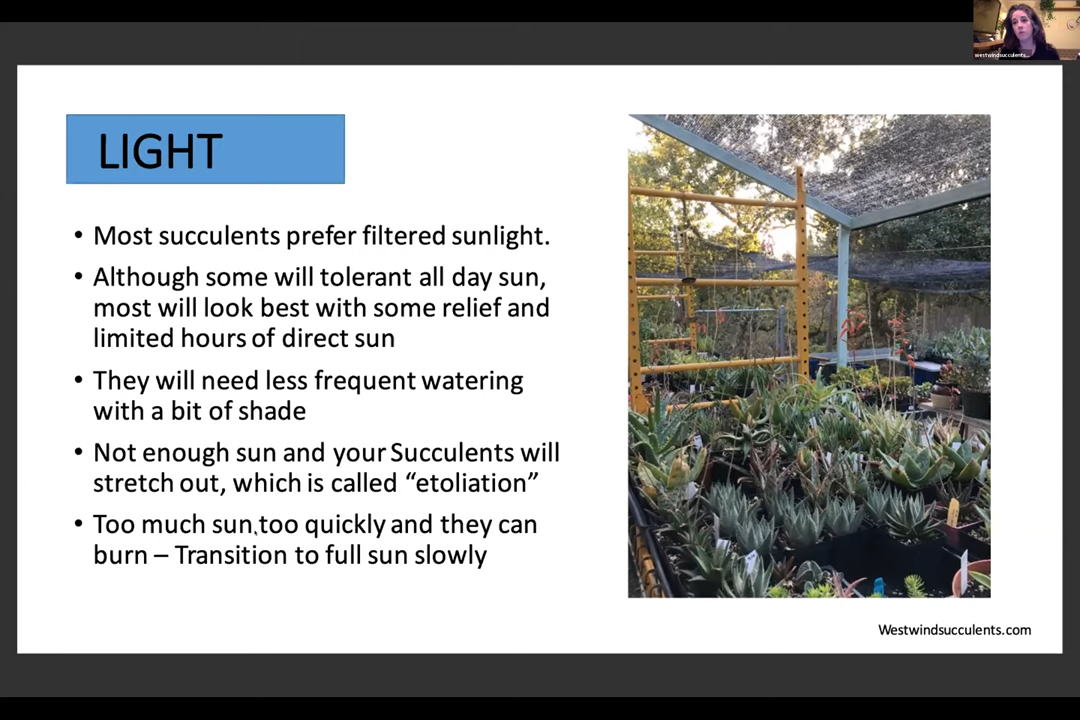 westwindsucculents...
LIGHT
• Most succulents prefer filtered sunlight.
• Although some will tolerant all day sun,
most will look best with some relief and
limited hours of direct sun
• They will need less frequent watering
with a bit of shade
• Not enough sun and your Succulents will
stretch out, which is called “etoliation”
• Too much sun too quickly and they can
burn – Transition to full sun slowly
Westwindsucculents.com